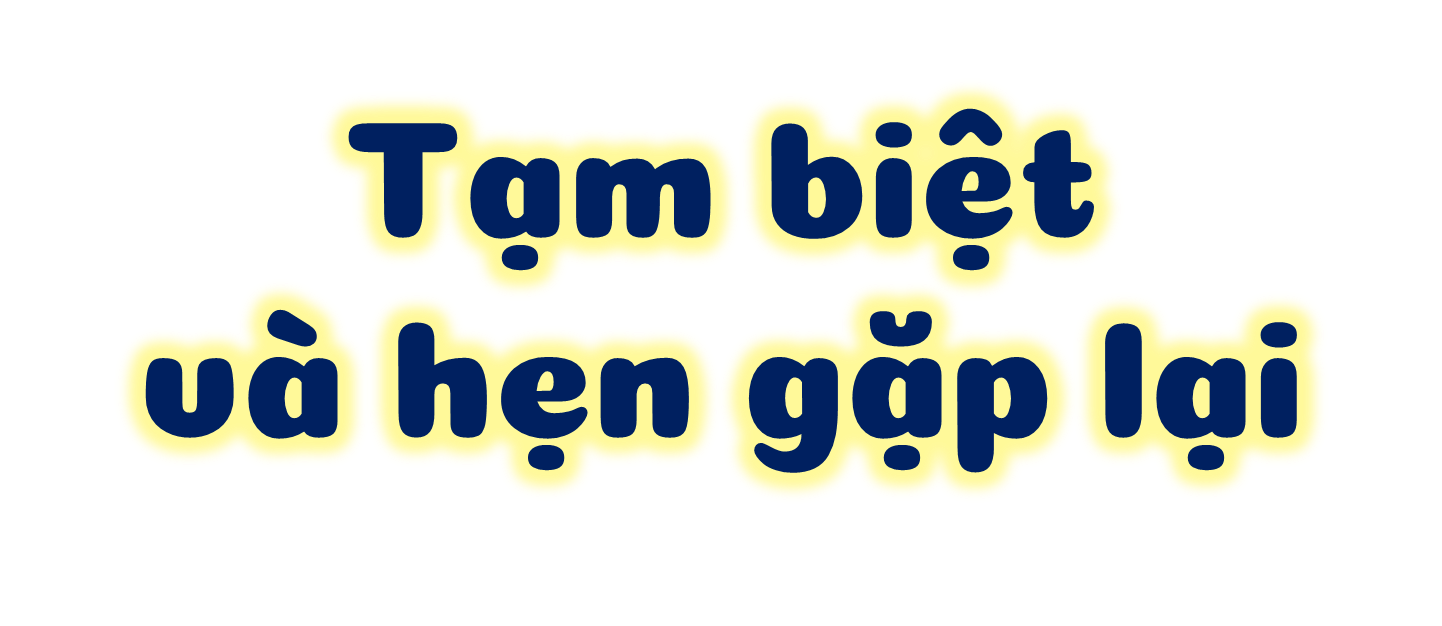 Tạm biệt
và hẹn gặp lại